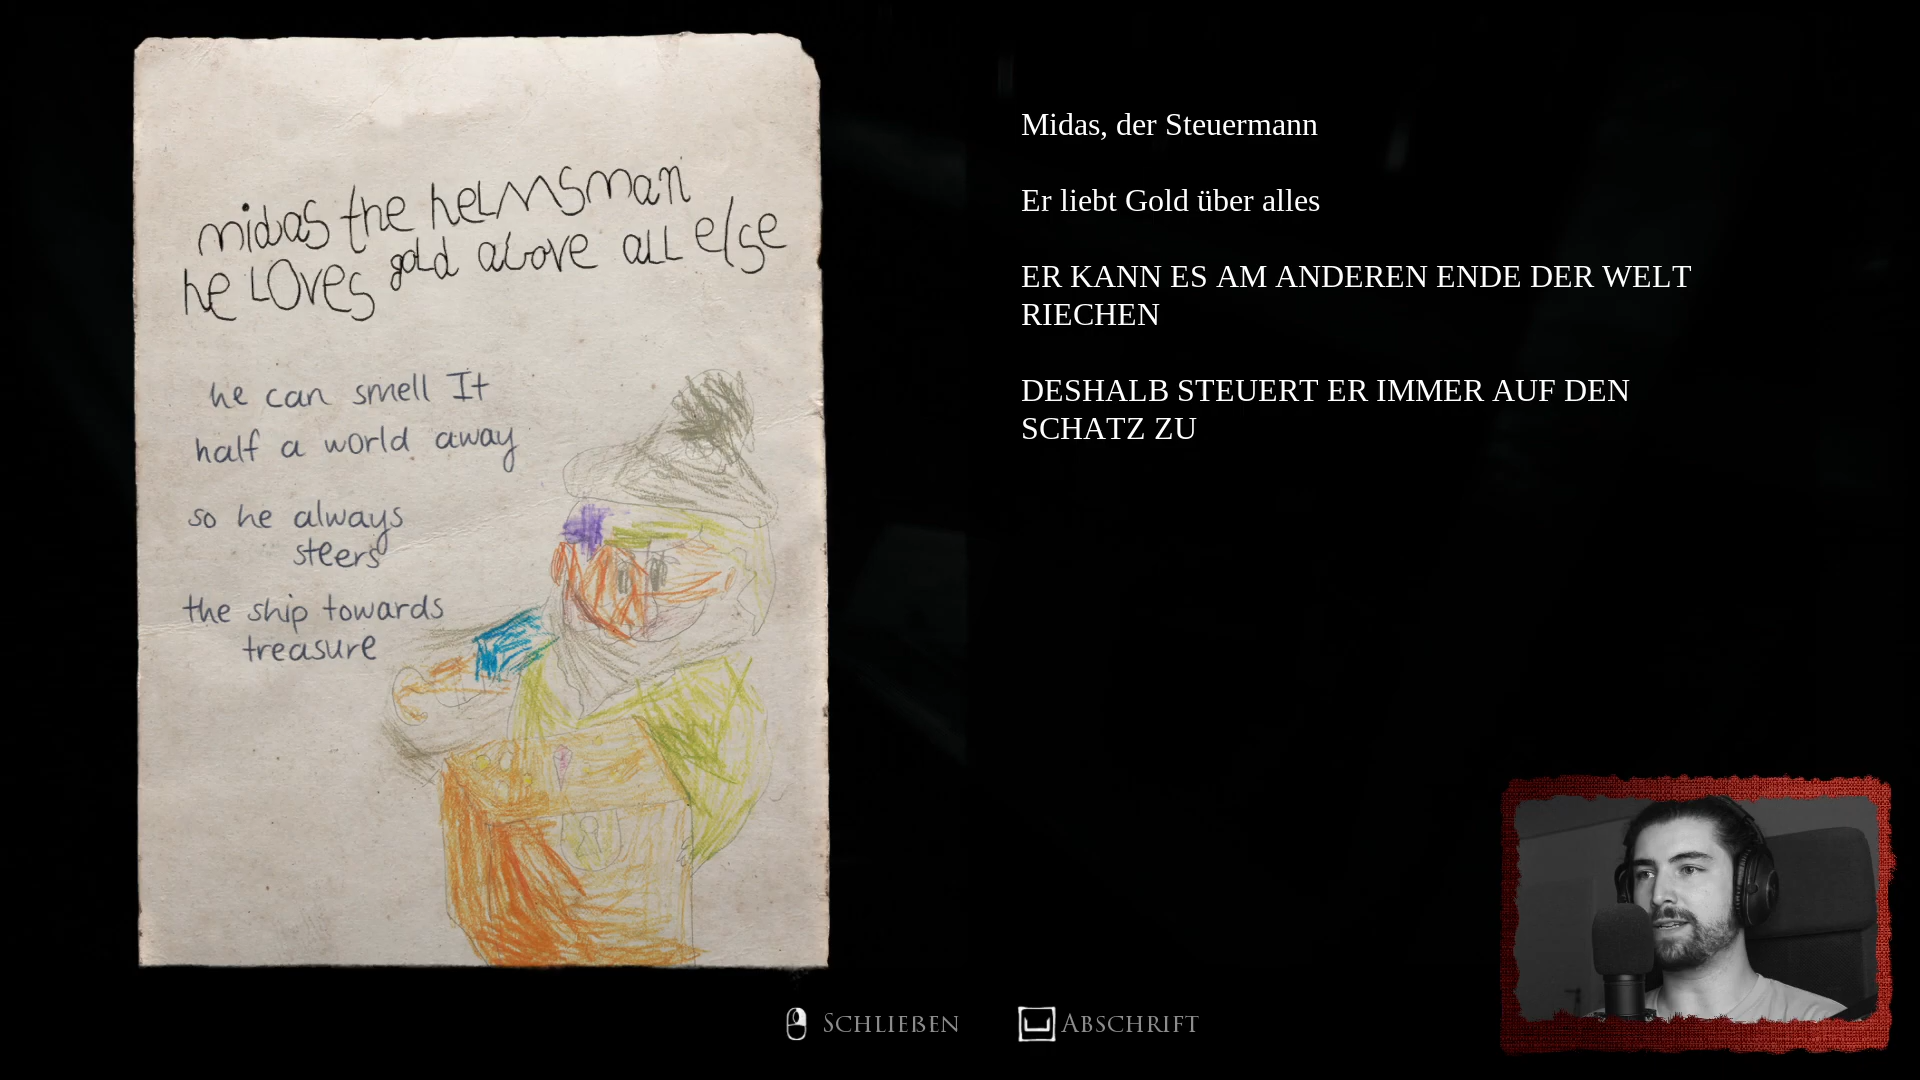 midas the helmsman
he LOves gold above all else
he can smell It
half a world away
so he always
steers
the ship towards
treasure
Midas, der Steuermann
Er liebt Gold über alles
ER KANN ES AM ANDEREN ENDE DER WELT
RIECHEN
DESHALB STEUERT ER IMMER AUF DEN
SCHATZ ZU
SCHLIEẞEN
ABSCHRIFT